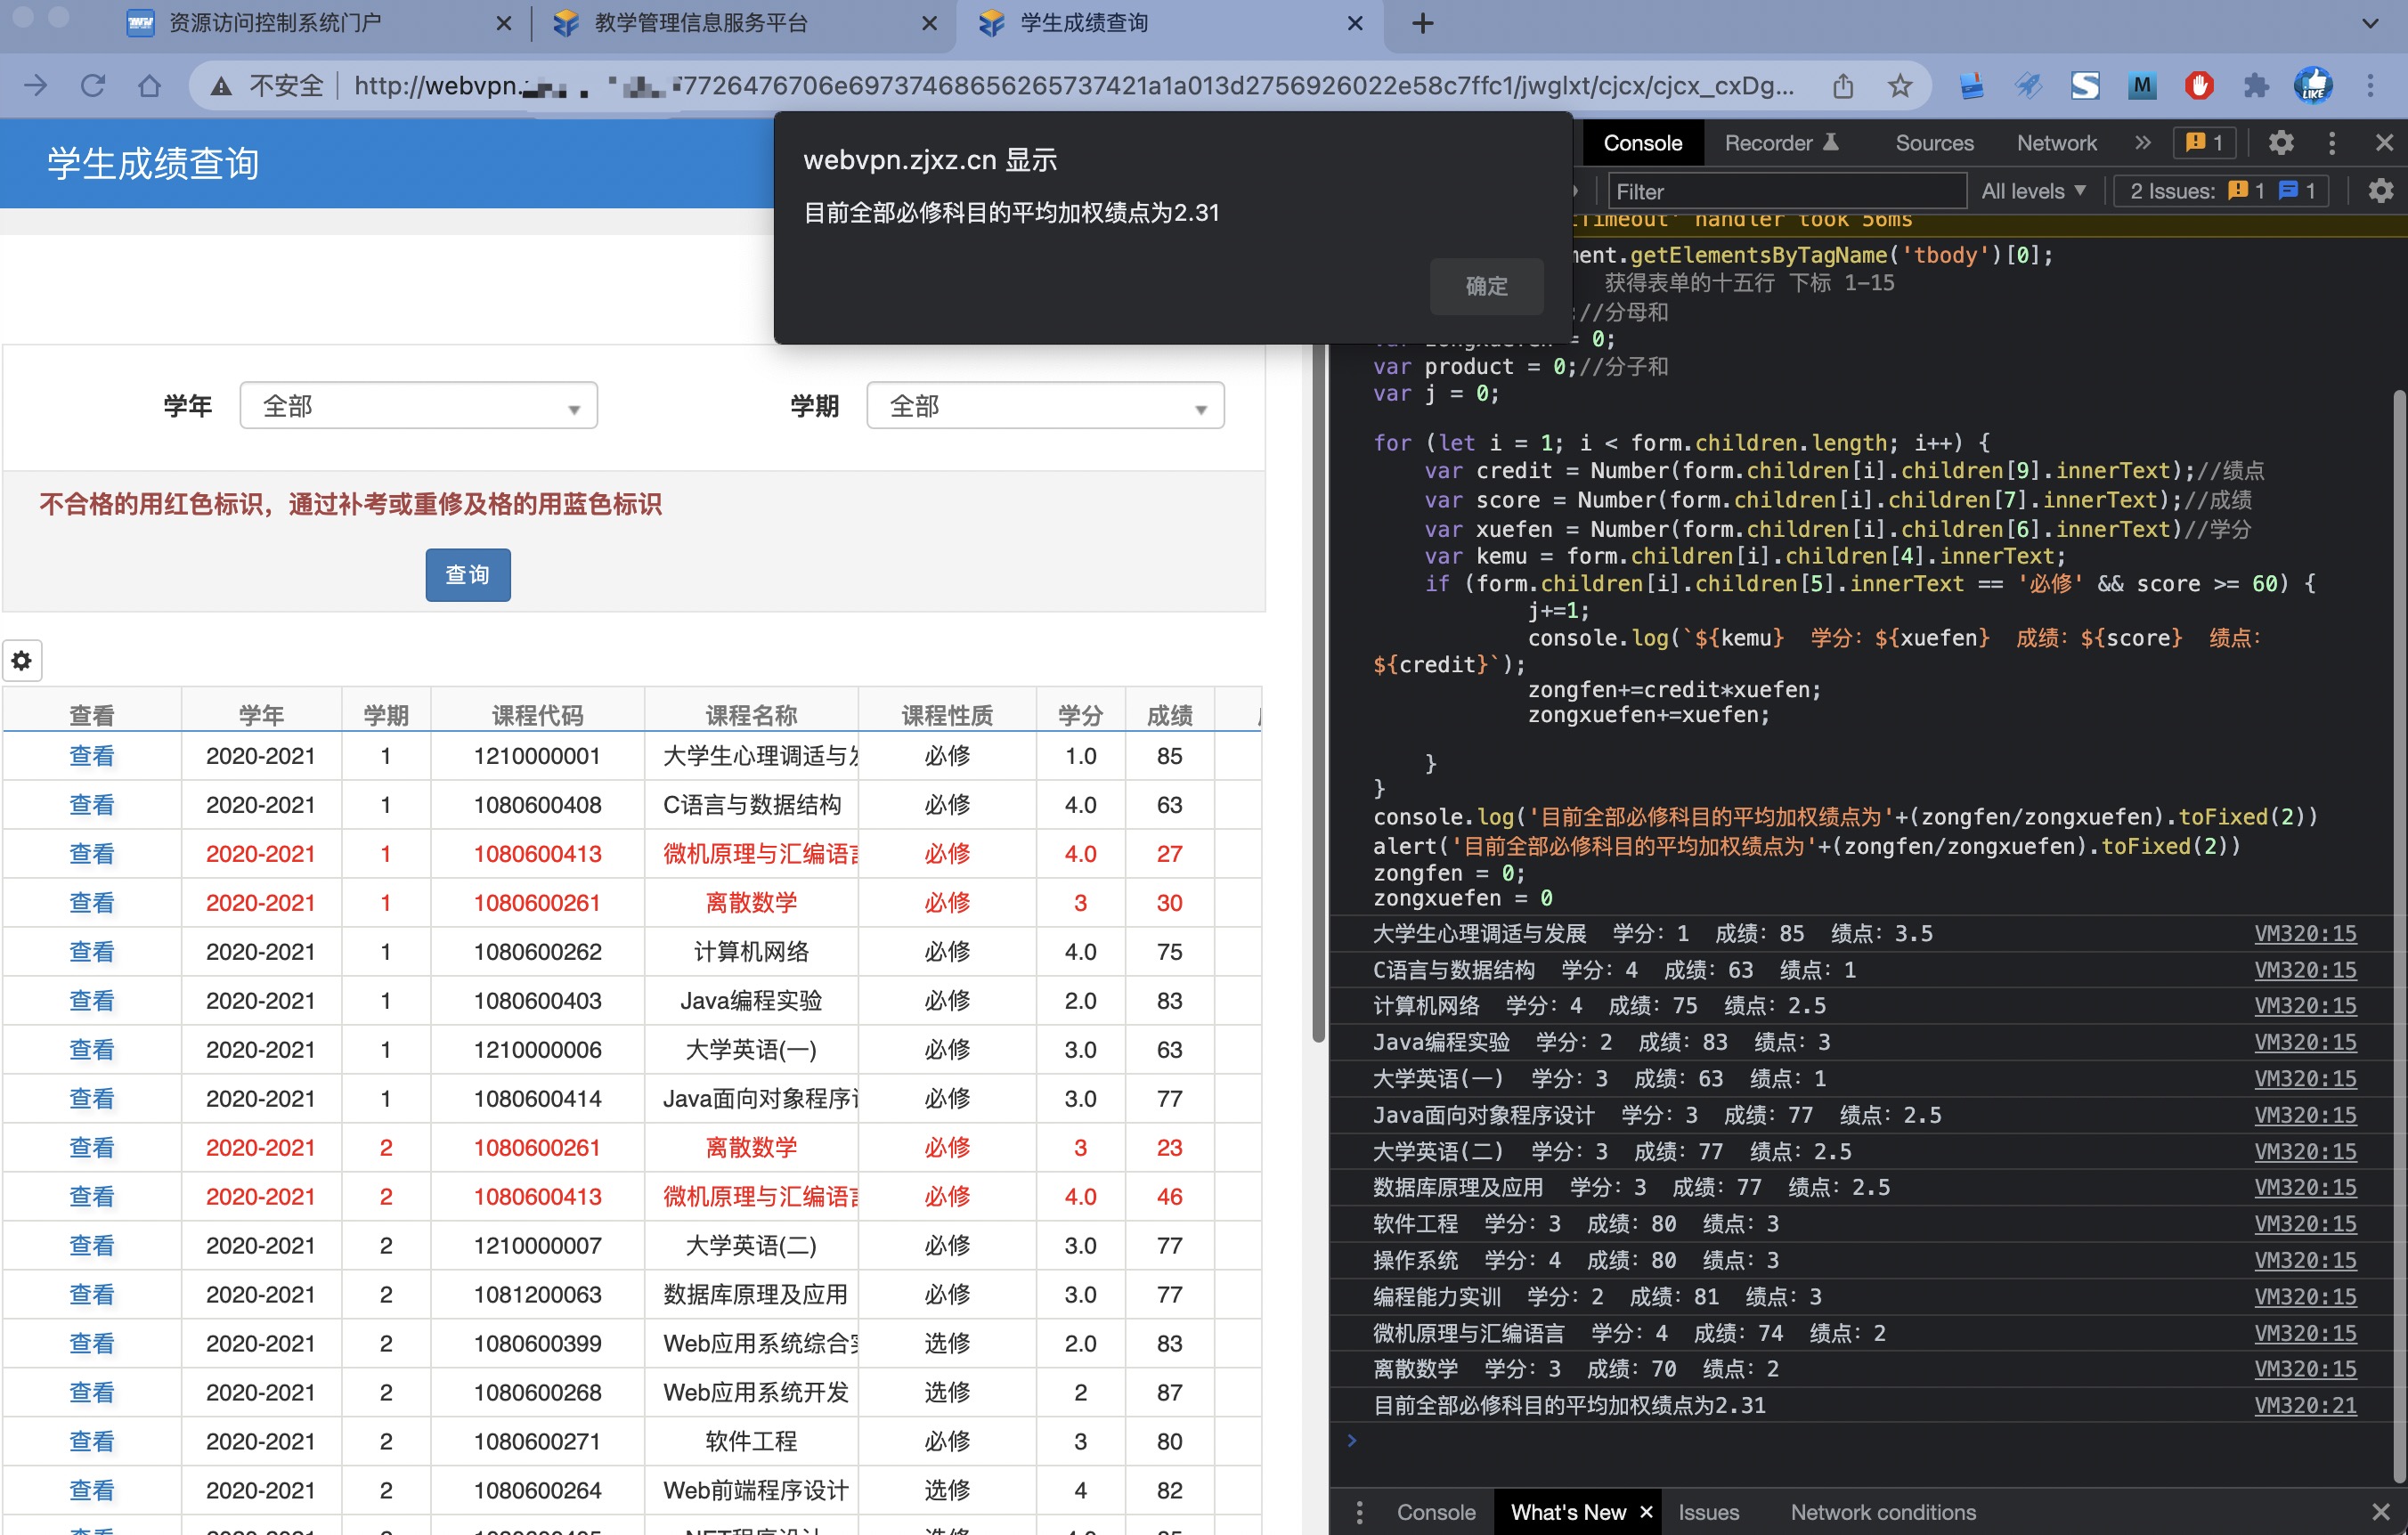 资源访问控制系统门户
教学管理信息服务平台
学生成绩查询
不安全
http://webvpn.
77726476706e69737468656265737421a1a013d2756926022e58c7ffc1/jwglxt/cjcx/cjcx_cxDg...
LIKE
学生成绩查询
webvpn.zjxz.cn 显示
目前全部必修科目的平均加权绩点为2.31
确定
学年 全部
学期 全部
不合格的用红色标识，通过补考或重修及格的用蓝色标识
查询
查看 学年 学期 课程代码 课程名称 课程性质 学分 成绩
查看 2020-2021 1 1210000001 大学生心理调适与 必修 1.0 85
查看 2020-2021 1 1080600408 C语言与数据结构 必修 4.0 63
查看 2020-2021 1 1080600413 微机原理与汇编语 必修 4.0 27
查看 2020-2021 1 1080600261 离散数学 必修 3 30
查看 2020-2021 1 1080600262 计算机网络 必修 4.0 75
查看 2020-2021 1 1080600403 Java编程实验 必修 2.0 83
查看 2020-2021 1 1210000006 大学英语(一) 必修 3.0 63
查看 2020-2021 1 1080600414 Java面向对象程序 必修 3.0 77
查看 2020-2021 2 1080600261 离散数学 必修 3 23
查看 2020-2021 2 1080600413 微机原理与汇编语 必修 4.0 46
查看 2020-2021 2 1210000007 大学英语(二) 必修 3.0 77
查看 2020-2021 2 1081200063 数据库原理及应用 必修 3.0 77
查看 2020-2021 2 1080600399 Web应用系统综合 选修 2.0 83
查看 2020-2021 2 1080600268 Web应用系统开发 选修 2 87
查看 2020-2021 2 1080600271 软件工程 必修 3 80
查看 2020-2021 2 1080600264 Web前端程序设计 选修 4 82
Console Recorder Sources Network » 1
Filter All levels 2 Issues: 1 1
Timeout' handler took 56ms
ment.getElementsByTagName('tbody')[0];
获得表单的十五行 下标 1-15
;//分母和
= 0;
var product = 0;//分子和
var j = 0;
for (let i = 1; i < form.children.length; i++) {
var credit = Number(form.children[i].children[9].innerText);//绩点
var score = Number(form.children[i].children[7].innerText);//成绩
var xuefen = Number(form.children[i].children[6].innerText)//学分
var kemu = form.children[i].children[4].innerText;
if (form.children[i].children[5].innerText == '必修' && score >= 60) {
j+=1;
console.log(`${kemu}  学分：${xuefen}  成绩：${score}  绩点：
${credit}`);
zongfen+=credit*xuefen;
zongxuefen+=xuefen;
}
}
console.log('目前全部必修科目的平均加权绩点为'+(zongfen/zongxuefen).toFixed(2))
alert('目前全部必修科目的平均加权绩点为'+(zongfen/zongxuefen).toFixed(2))
zongfen = 0;
zongxuefen = 0
大学生心理调适与发展  学分：1  成绩：85  绩点：3.5 VM320:15
C语言与数据结构  学分：4  成绩：63  绩点：1 VM320:15
计算机网络  学分：4  成绩：75  绩点：2.5 VM320:15
Java编程实验  学分：2  成绩：83  绩点：3 VM320:15
大学英语(一)  学分：3  成绩：63  绩点：1 VM320:15
Java面向对象程序设计  学分：3  成绩：77  绩点：2.5 VM320:15
大学英语(二)  学分：3  成绩：77  绩点：2.5 VM320:15
数据库原理及应用  学分：3  成绩：77  绩点：2.5 VM320:15
软件工程  学分：3  成绩：80  绩点：3 VM320:15
操作系统  学分：4  成绩：80  绩点：3 VM320:15
编程能力实训  学分：2  成绩：81  绩点：3 VM320:15
微机原理与汇编语言  学分：4  成绩：74  绩点：2 VM320:15
离散数学  学分：3  成绩：70  绩点：2 VM320:15
目前全部必修科目的平均加权绩点为2.31 VM320:21
Console What's New Issues Network conditions